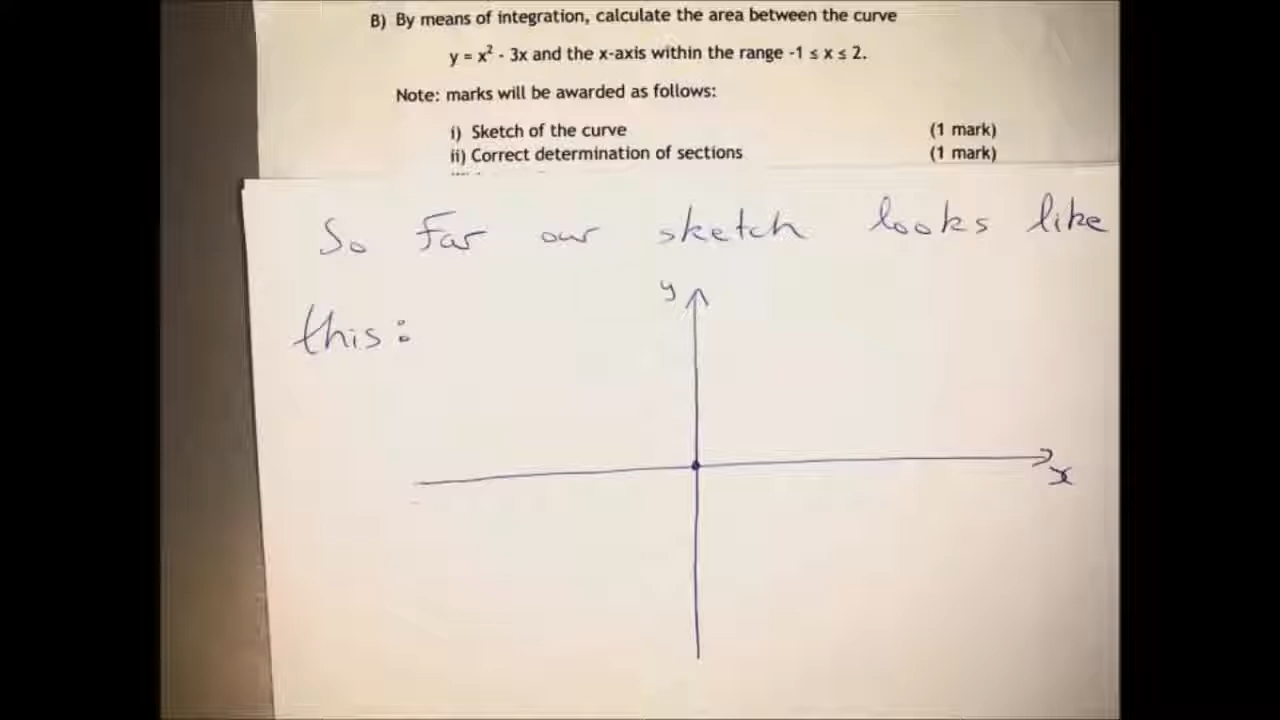 B) By means of integration, calculate the area between the curve
y = x² - 3x and the x-axis within the range -1 ≤ x ≤ 2.
Note: marks will be awarded as follows:
i) Sketch of the curve (1 mark)
ii) Correct determination of sections (1 mark)
So far our sketch looks like
this:
y
x